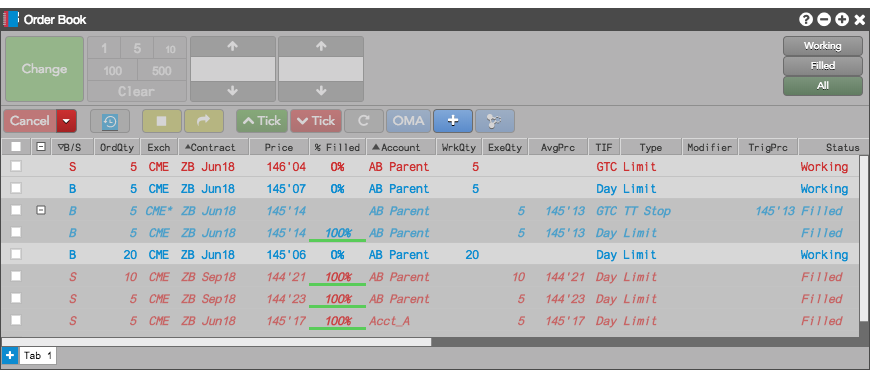 Order Book
Working
Change 1 5 10
Filled
100 500
All
Clear
Cancel Tick Tick C OMA +
▽B/S OrdQty Exch ▲Contract Price % Filled ▲Account WrkQty ExeQty AvgPrc TIF Type Modifier TrigPrc Status
S 5 CME ZB Jun18 146'04 0% AB Parent 5 GTC Limit Working
B 5 CME ZB Jun18 145'07 0% AB Parent 5 Day Limit Working
B 5 CME* ZB Jun18 145'14 AB Parent 5 145'13 GTC TT Stop 145'13 Filled
B 5 CME ZB Jun18 145'14 100% AB Parent 5 145'13 Day Limit Filled
B 20 CME ZB Jun18 145'06 0% AB Parent 20 Day Limit Working
S 10 CME ZB Sep18 144'21 100% AB Parent 10 144'21 Day Limit Filled
S 5 CME ZB Sep18 144'23 100% AB Parent 5 144'23 Day Limit Filled
S 5 CME ZB Jun18 145'17 100% Acct_A 5 145'17 Day Limit Filled
+ Tab 1